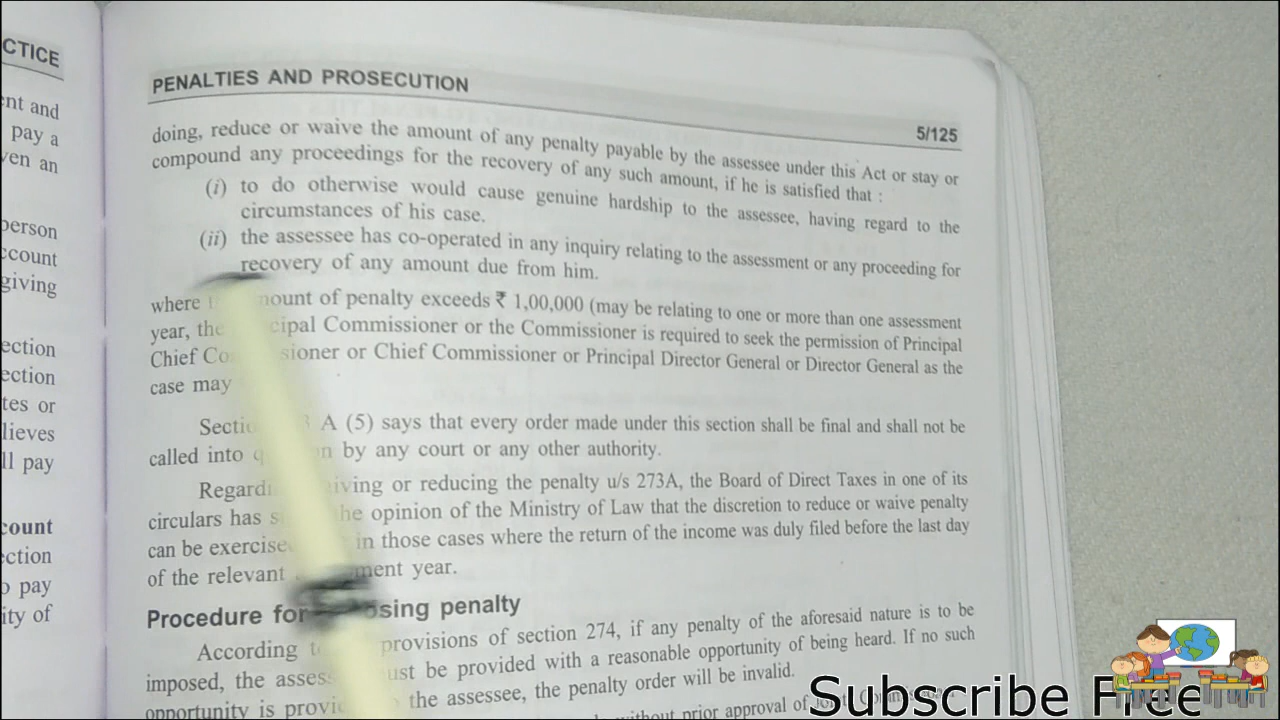 CTICE
ent and
pay a
ven an
person
ccount
giving
ection
ection
tes or
lieves
ll pay
count
ection
o pay
ity of
PENALTIES AND PROSECUTION
5/125
doing, reduce or waive the amount of any penalty payable by the assessee under this Act or stay or
compound any proceedings for the recovery of any such amount, if he is satisfied that :
(i) to do otherwise would cause genuine hardship to the assessee, having regard to the
circumstances of his case.
(ii) the assessee has co-operated in any inquiry relating to the assessment or any proceeding for
recovery of any amount due from him.
where mount of penalty exceeds ₹ 1,00,000 (may be relating to one or more than one assessment
year, the cipal Commissioner or the Commissioner is required to seek the permission of Principal
Chief Co sioner or Chief Commissioner or Principal Director General or Director General as the
case may
Secti A (5) says that every order made under this section shall be final and shall not be
called into n by any court or any other authority.
Regardi iving or reducing the penalty u/s 273A, the Board of Direct Taxes in one of its
circulars has he opinion of the Ministry of Law that the discretion to reduce or waive penalty
can be exercise in those cases where the return of the income was duly filed before the last day
of the relevant ment year.
Procedure for osing penalty
According t provisions of section 274, if any penalty of the aforesaid nature is to be
imposed, the asses ust be provided with a reasonable opportunity of being heard. If no such
opportunity is provi the assessee, the penalty order will be invalid.
without prior approval of
Subscribe Free